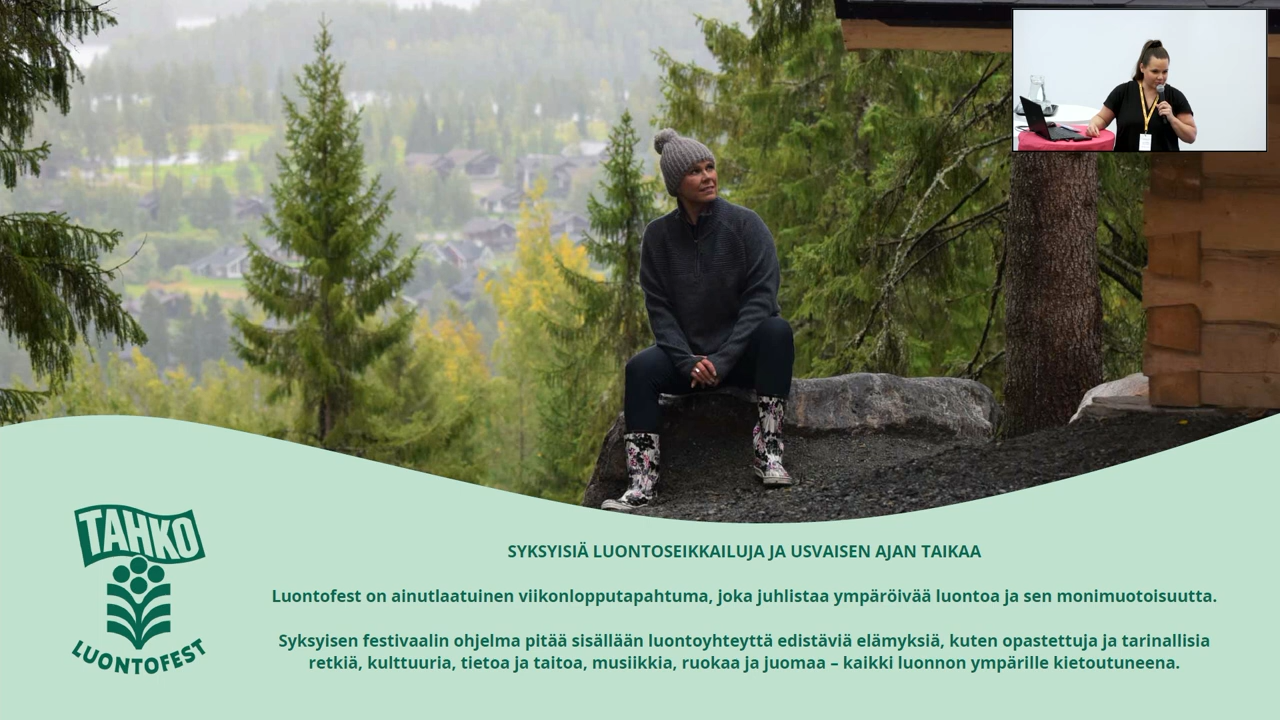 TAHKO
LUONTOFEST
SYKSYISIÄ LUONTOSEIKKAILUJA JA USVAISEN AJAN TAIKAA
Luontofest on ainutlaatuinen viikonlopputapahtuma, joka juhlistaa ympäröivää luontoa ja sen monimuotoisuutta.
Syksyisen festivaalin ohjelma pitää sisällään luontoyhteyttä edistäviä elämyksiä, kuten opastettuja ja tarinallisia
retkiä, kulttuuria, tietoa ja taitoa, musiikkia, ruokaa ja juomaa – kaikki luonnon ympärille kietoutuneena.